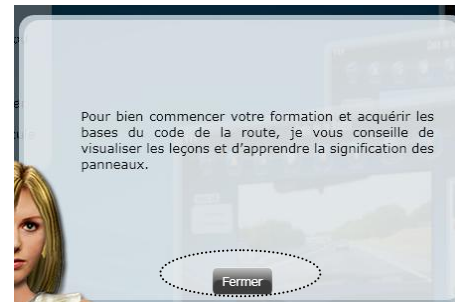 Pour bien commencer votre formation et acquérir les
bases du code de la route, je vous conseille de
visualiser les leçons et d'apprendre la signification des
panneaux.
Fermer